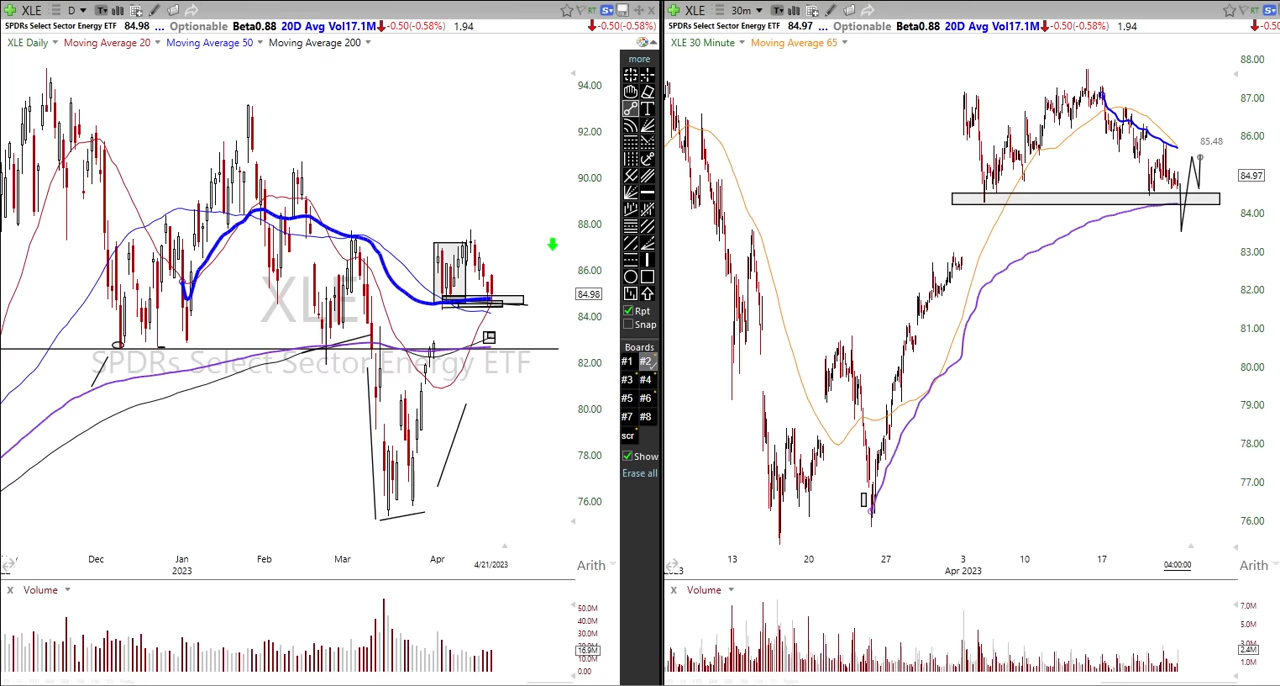 XLE D
SPDRs Select Sector Energy ETF 84.98 ... Optionable Beta0.88 20D Avg Vol17.1M -0.50(-0.58%) 1.94 -0.50(-0.58%)
XLE Daily Moving Average 20 Moving Average 50 Moving Average 200
94.00
92.00
90.00
88.00
86.00
84.98
84.00
82.00
80.00
78.00
76.00
XLE
SPDRs Select Sector Energy ETF
Dec Jan Feb Mar Apr
2023 4/21/2023
Arith
X Volume
50.0M
40.0M
30.0M
16.9M
10.0M
0.00
more
Rpt
Snap
Boards
#1 #2
#3 #4
#5 #6
#7 #8
scr
Show
Erase all
XLE 30m
SPDRs Select Sector Energy ETF 84.97 ... Optionable Beta0.88 20D Avg Vol17.1M -0.50(-0.58%) 1.94
XLE 30 Minute Moving Average 65
88.00
87.00
86.00
85.48
84.97
84.00
83.00
82.00
81.00
80.00
79.00
78.00
77.00
76.00
13 20 27 3 10 17
2023 Apr 2023 04:00:00
Arith
X Volume
7.0M
5.0M
3.0M
2.4M
1.0M